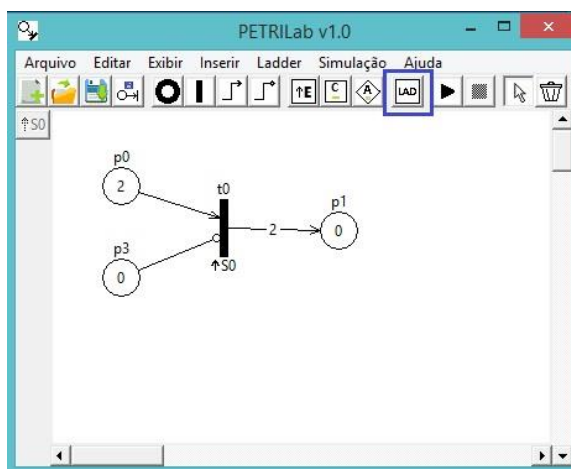 PETRILab v1.0
Arquivo Editar Exibir Inserir Ladder Simulação Ajuda
↑E C A LAD
↑S0
p0
2
t0
p1
2
0
p3
0
↑S0